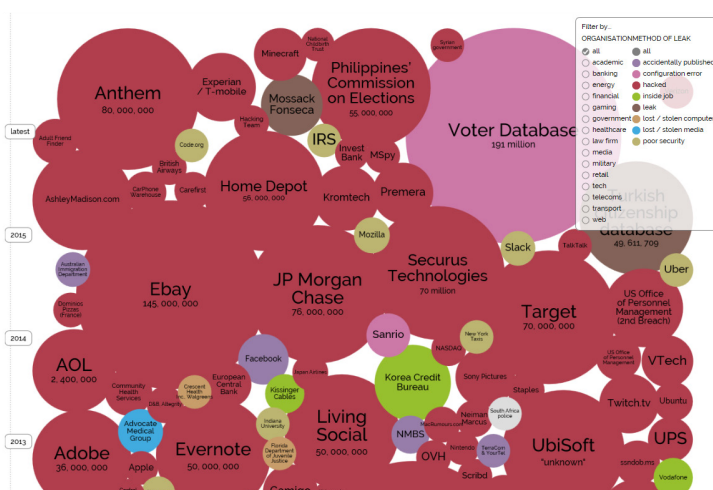 Filter by...
ORGANISATION
METHOD OF LEAK
all
academic
banking
energy
financial
gaming
government
healthcare
law firm
media
military
retail
tech
telecoms
transport
web
all
accidentally published
configuration error
hacked
inside job
leak
lost / stolen computer
lost / stolen media
poor security
latest
2015
2014
2013
Anthem
80, 000, 000
Experian
/ T-mobile
Minecraft
National
Childbirth
Trust
Philippines'
Commission
on Elections
55, 000, 000
Syrian
government
Mossack
Fonseca
Hacking
Team
Voter Database
191 million
Adult Friend
Finder
Code.org
IRS
Invest
Bank
MSpy
British
Airways
AshleyMadison.com
CarPhone
Warehouse
Carefirst
Home Depot
56, 000, 000
Kromtech
Premera
Turkish
citizenship
database
49, 611, 709
Mozilla
Slack
TalkTalk
Australian
Immigration
Department
Ebay
145, 000, 000
JP Morgan
Chase
76, 000, 000
Securus
Technologies
70 million
Uber
Dominos
Pizzas
(France)
Target
70, 000, 000
US Office
of Personnel
Management
(2nd Breach)
Sanrio
New York
Taxis
NASDAQ
AOL
2, 400, 000
Facebook
Japan Airlines
European
Central
Bank
Korea Credit
Bureau
Sony Pictures
US Office
of Personnel
Management
VTech
Community
Health
Services
Crescent
Health
Inc., Walgreens
Kissinger
Cables
Staples
D&B, Altegrity
Twitch.tv
Ubuntu
Advocate
Medical
Group
Indiana
University
Living
Social
50, 000, 000
MacRumours.com
Neiman
Marcus
South Africa
police
NMBS
UbiSoft
"unknown"
UPS
Adobe
36, 000, 000
Apple
Evernote
50, 000, 000
Florida
Department
of Juvenile
Justice
OVH
Nintendo
TerraCom
& YourTel
Scribd
ssndob.ms
Vodafone